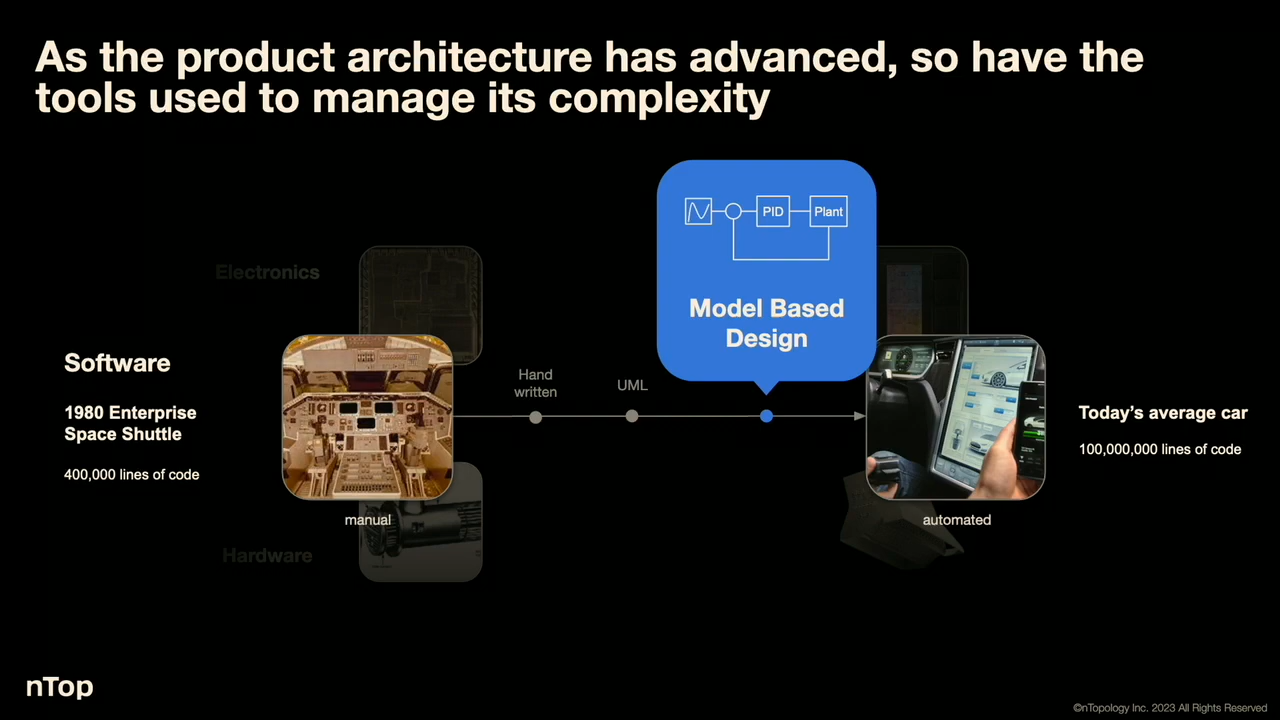 As the product architecture has advanced, so have the
tools used to manage its complexity
PID
Plant
Model Based
Design
Electronics
Software
1980 Enterprise
Space Shuttle
400,000 lines of code
Hand
written
UML
Today’s average car
100,000,000 lines of code
manual
automated
Hardware
nTop
©nTopology Inc. 2023 All Rights Reserved